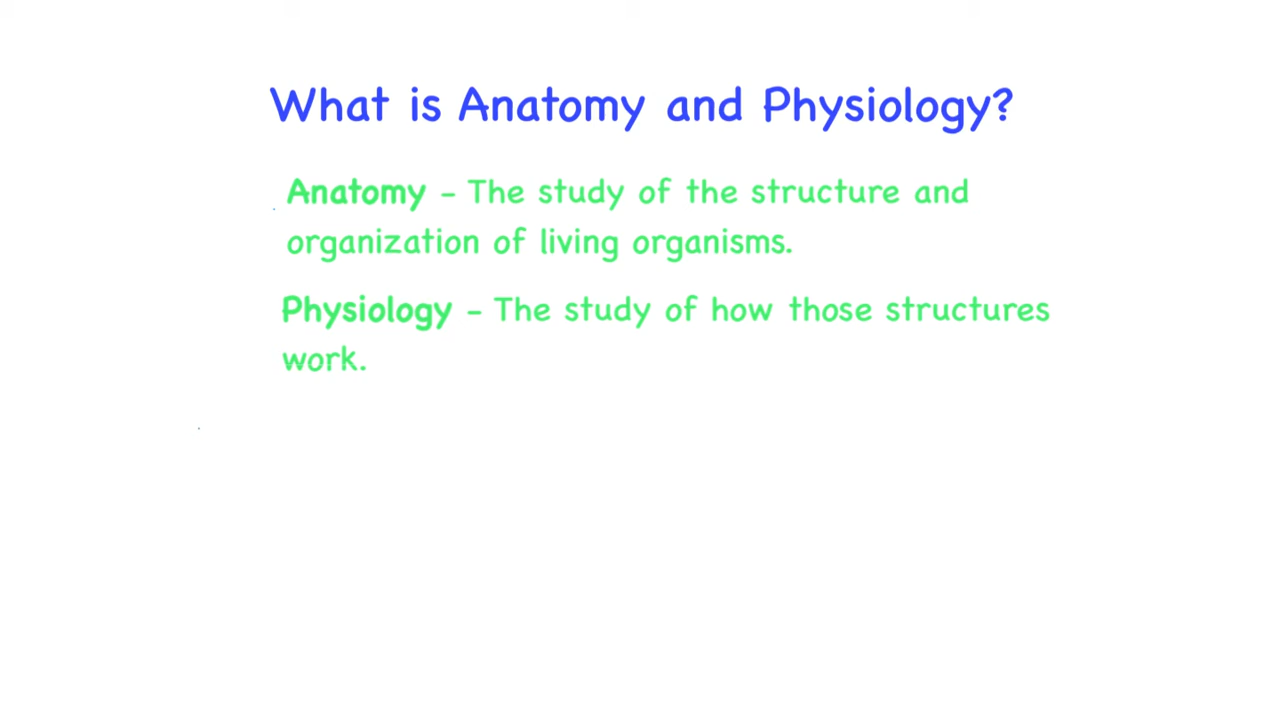 What is Anatomy and Physiology?
Anatomy - The study of the structure and
organization of living organisms.
Physiology - The study of how those structures
work.